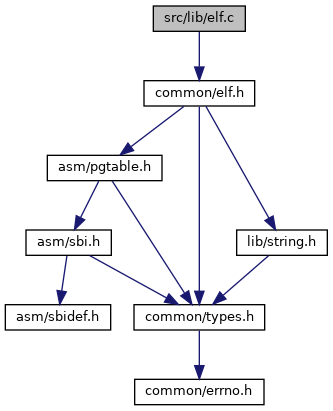 src/lib/elf.c
common/elf.h
asm/pgtable.h
asm/sbi.h
lib/string.h
asm/sbidef.h
common/types.h
common/errno.h